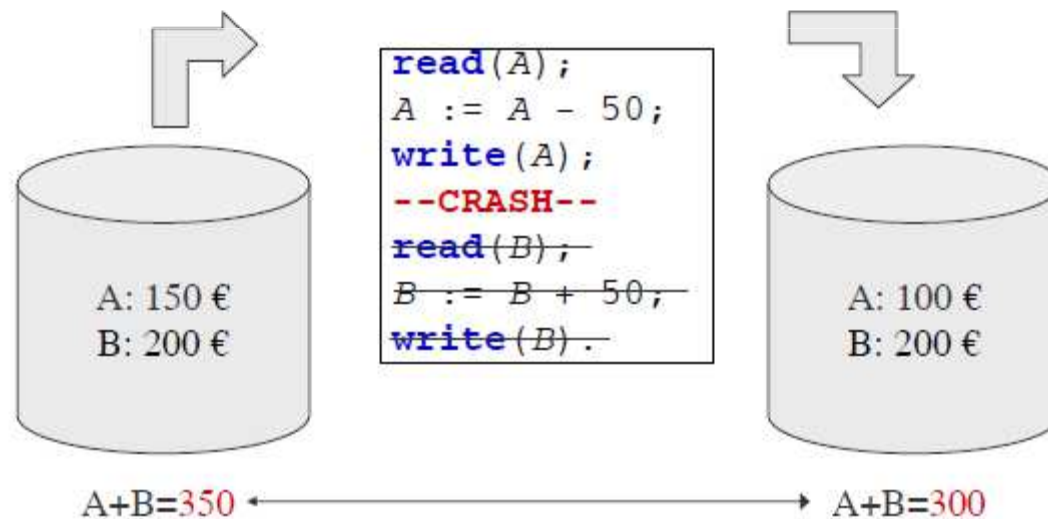 read(A);
A := A - 50;
write(A);
--CRASH--
read(B);
B := B + 50;
write(B).
A: 150 €
B: 200 €
A: 100 €
B: 200 €
A+B=350
A+B=300